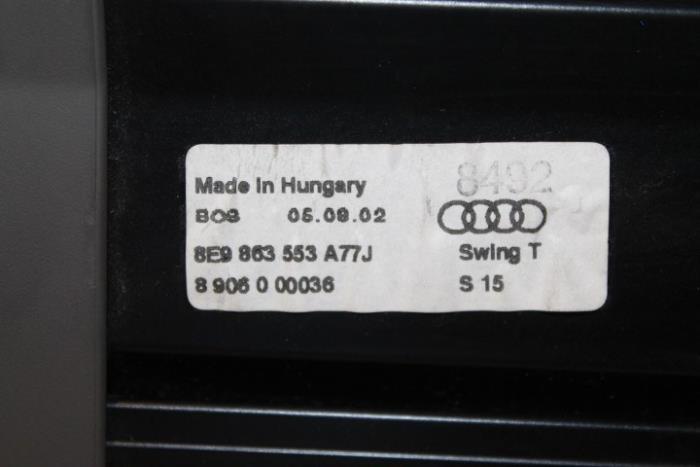 8492
Made in Hungary
BOS 05.09.02
8E9 863 553 A77J Swing T
8 906 0 00036 S 15